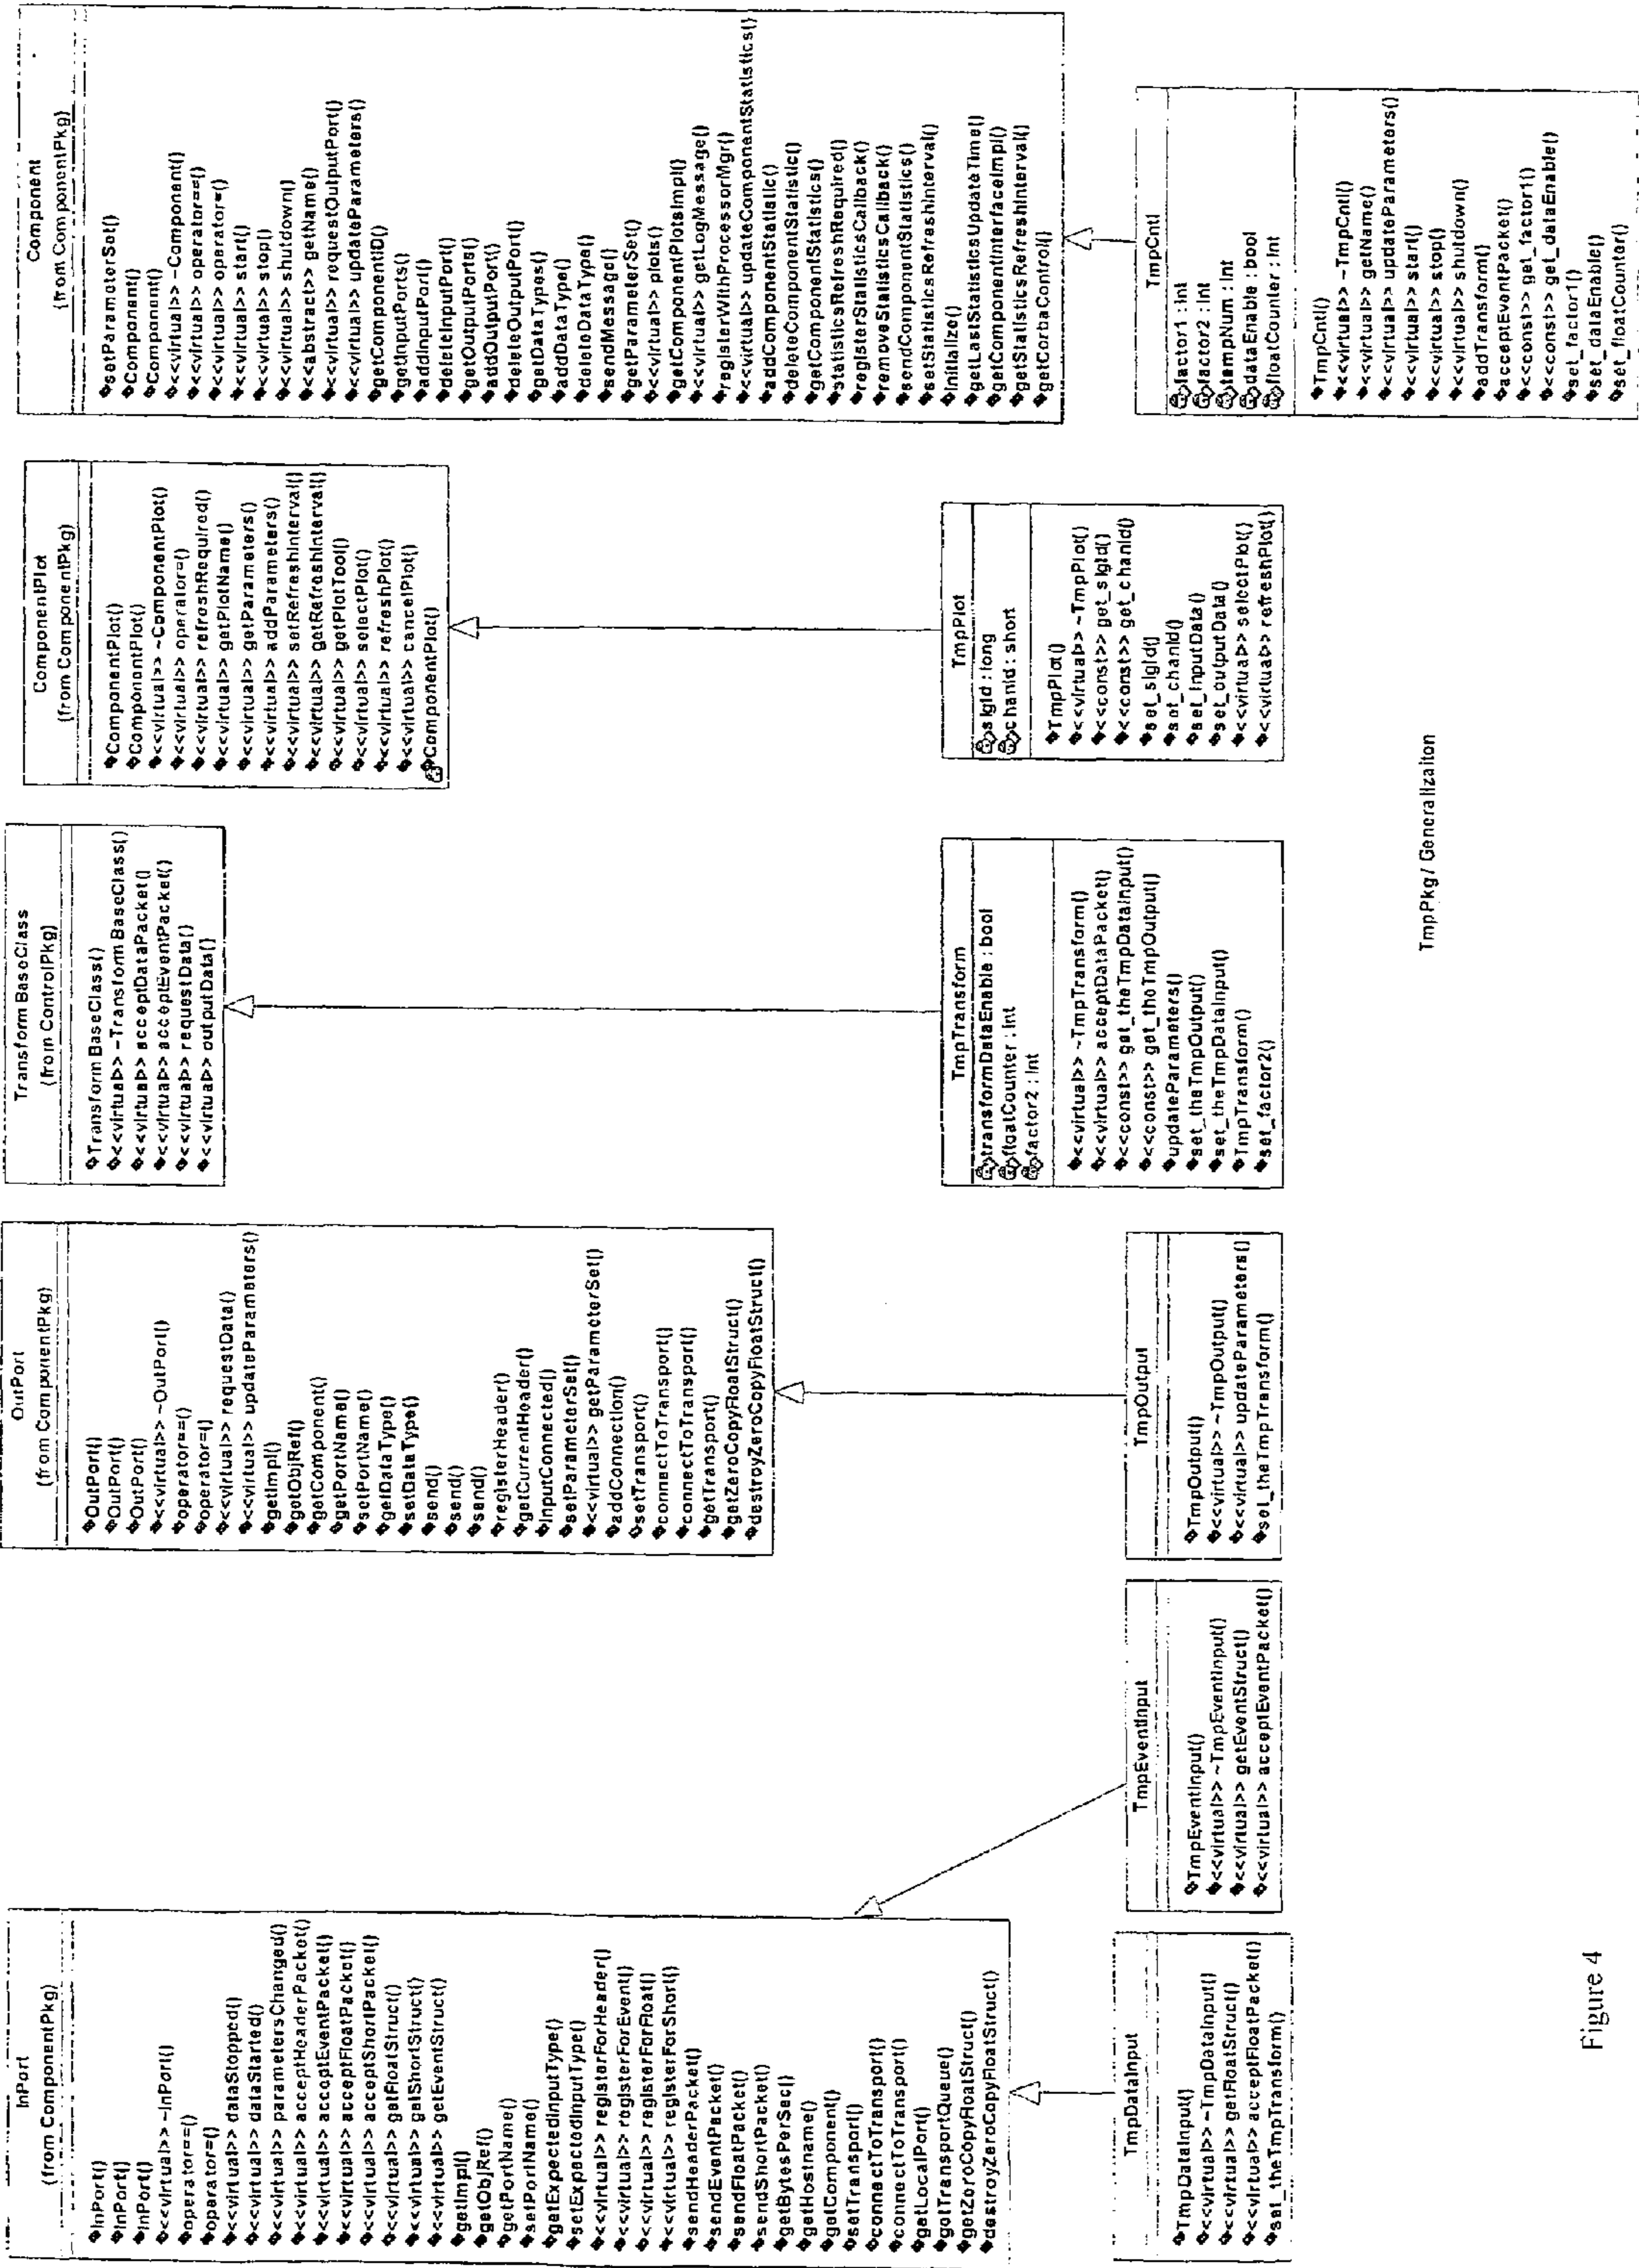 InPort
(from ComponentPkg)
InPort()
InPort()
InPort()
<<virtual>> ~InPort()
operator==()
operator=()
<<virtual>> dataStopped()
<<virtual>> dataStarted()
<<virtual>> parametersChanged()
<<virtual>> acceptHeaderPacket()
<<virtual>> acceptEventPacket()
<<virtual>> acceptFloatPacket()
<<virtual>> acceptShortPacket()
<<virtual>> getFloatStruct()
<<virtual>> getShortStruct()
<<virtual>> getEventStruct()
getImpl()
getObjRef()
getPortName()
setPortName()
getExpectedInputType()
setExpectedInputType()
<<virtual>> registerForHeader()
<<virtual>> registerForEvent()
<<virtual>> registerForFloat()
<<virtual>> registerForShort()
sendHeaderPacket()
sendEventPacket()
sendFloatPacket()
sendShortPacket()
getBytesPerSec()
getHostname()
getComponent()
setTransport()
connectToTransport()
connectToTransport()
getLocalPort()
getTransportQueue()
getZeroCopyFloatStruct()
destroyZeroCopyFloatStruct()
OutPort
(from ComponentPkg)
OutPort()
OutPort()
OutPort()
<<virtual>> ~OutPort()
operator==()
operator=()
<<virtual>> requestData()
<<virtual>> updateParameters()
getImpl()
getObjRef()
getComponent()
getPortName()
setPortName()
getDataType()
setDataType()
send()
send()
send()
registerHeader()
getCurrentHeader()
inputConnected()
setParameterSet()
<<virtual>> getParameterSet()
addConnection()
setTransport()
connectToTransport()
connectToTransport()
getTransport()
getZeroCopyFloatStruct()
destroyZeroCopyFloatStruct()
TransformBaseClass
(from ControlPkg)
TransformBaseClass()
<<virtual>> ~TransformBaseClass()
<<virtual>> acceptDataPacket()
<<virtual>> acceptEventPacket()
<<virtual>> requestData()
<<virtual>> outputData()
ComponentPlot
(from ComponentPkg)
ComponentPlot()
ComponentPlot()
<<virtual>> ~ComponentPlot()
<<virtual>> operator=()
<<virtual>> refreshRequired()
<<virtual>> getPlotName()
<<virtual>> getParameters()
<<virtual>> addParameters()
<<virtual>> setRefreshInterval()
<<virtual>> getRefreshInterval()
<<virtual>> getPlotTool()
<<virtual>> selectPlot()
<<virtual>> refreshPlot()
<<virtual>> cancelPlot()
ComponentPlot()
Component
(from ComponentPkg)
setParameterSet()
Component()
Component()
<<virtual>> ~Component()
<<virtual>> operator==()
<<virtual>> operator=()
<<virtual>> start()
<<virtual>> stop()
<<virtual>> shutdown()
<<abstract>> getName()
<<virtual>> requestOutputPort()
<<virtual>> updateParameters()
getComponentID()
getInputPorts()
addInputPort()
deleteInputPort()
getOutputPorts()
addOutputPort()
deleteOutputPort()
getDataTypes()
addDataType()
deleteDataType()
sendMessage()
getParameterSet()
<<virtual>> plots()
getComponentPlotsImpl()
<<virtual>> getLogMessage()
registerWithProcessorMgr()
<<virtual>> updateComponentStatistics()
addComponentStatistic()
deleteComponentStatistic()
getComponentStatistics()
statisticsRefreshRequired()
registerStatisticsCallback()
removeStatisticsCallback()
sendComponentStatistics()
setStatisticsRefreshInterval()
initialize()
getLastStatisticsUpdateTime()
getComponentInterfaceImpl()
getStatisticsRefreshInterval()
getCorbaControl()
TmpDataInput
TmpDataInput()
<<virtual>> ~TmpDataInput()
<<virtual>> getFloatStruct()
<<virtual>> acceptFloatPacket()
set_theTmpTransform()
TmpEventInput
TmpEventInput()
<<virtual>> ~TmpEventInput()
<<virtual>> getEventStruct()
<<virtual>> acceptEventPacket()
TmpOutput
TmpOutput()
<<virtual>> ~TmpOutput()
<<virtual>> updateParameters()
set_theTmpTransform()
TmpTransform
transformDataEnable : bool
floatCounter : int
factor2 : int
<<virtual>> ~TmpTransform()
<<virtual>> acceptDataPacket()
<<const>> get_theTmpDataInput()
<<const>> get_theTmpOutput()
updateParameters()
set_theTmpOutput()
set_theTmpDataInput()
TmpTransform()
set_factor2()
TmpPlot
sigId : long
chanId : short
TmpPlot()
<<virtual>> ~TmpPlot()
<<const>> get_sigId()
<<const>> get_chanId()
set_sigId()
set_chanId()
set_inputData()
set_outputData()
<<virtual>> selectPlot()
<<virtual>> refreshPlot()
TmpCntl
factor1 : int
factor2 : int
tempNum : int
dataEnable : bool
floatCounter : int
TmpCntl()
<<virtual>> ~TmpCntl()
<<virtual>> getName()
<<virtual>> updateParameters()
<<virtual>> start()
<<virtual>> stop()
<<virtual>> shutdown()
addTransform()
acceptEventPacket()
<<const>> get_factor1()
<<const>> get_dataEnable()
set_factor1()
set_dataEnable()
set_floatCounter()
TmpPkg / Generalizaiton
Figure 4